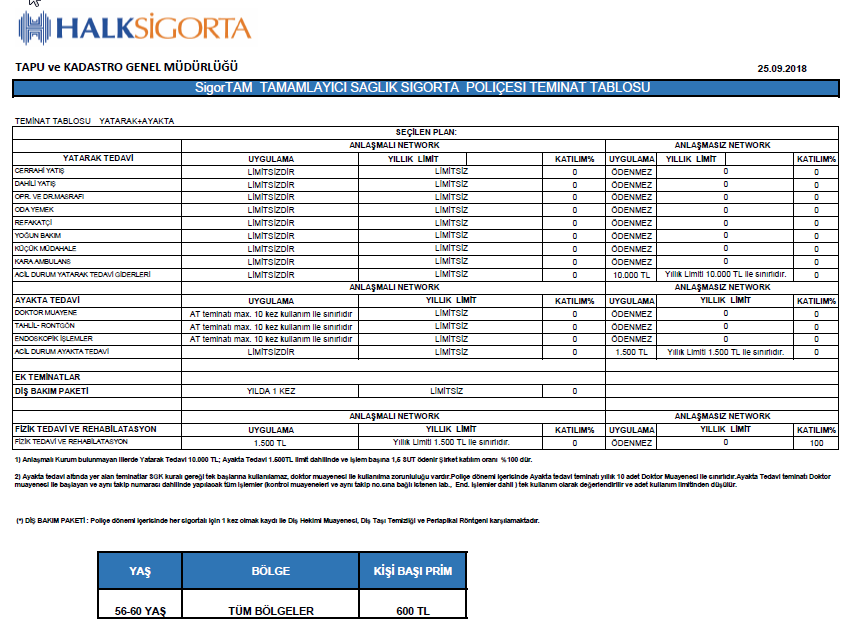 HALKSİGORTA
TAPU ve KADASTRO GENEL MÜDÜRLÜĞÜ
25.09.2018
SigorTAM TAMAMLAYICI SAGLIK SIGORTA POLİÇESİ TEMINAT TABLOSU
TEMİNAT TABLOSU YATARAK+AYAKTA
SEÇİLEN PLAN:
ANLAŞMALI NETWORK ANLAŞMASIZ NETWORK
YATARAK TEDAVİ UYGULAMA YILLIK LİMİT KATILIM% UYGULAMA YILLIK LİMİT KATILIM%
CERRAHİ YATIŞ LİMİTSİZDİR LİMİTSİZ 0 ÖDENMEZ 0 0
DAHİLİ YATIŞ LİMİTSİZDİR LİMİTSİZ 0 ÖDENMEZ 0 0
OPR. VE DR.MASRAFI LİMİTSİZDİR LİMİTSİZ 0 ÖDENMEZ 0 0
ODA YEMEK LİMİTSİZDİR LİMİTSİZ 0 ÖDENMEZ 0 0
REFAKATÇİ LİMİTSİZDİR LİMİTSİZ 0 ÖDENMEZ 0 0
YOĞUN BAKIM LİMİTSİZDİR LİMİTSİZ 0 ÖDENMEZ 0 0
KÜÇÜK MÜDAHALE LİMİTSİZDİR LİMİTSİZ 0 ÖDENMEZ 0 0
KARA AMBULANS LİMİTSİZDİR LİMİTSİZ 0 ÖDENMEZ 0 0
ACİL DURUM YATARAK TEDAVİ GİDERLERİ LİMİTSİZDİR LİMİTSİZ 0 10.000 TL Yıllık Limiti 10.000 TL ile sınırlıdır. 0
ANLAŞMALI NETWORK ANLAŞMASIZ NETWORK
AYAKTA TEDAVİ UYGULAMA YILLIK LİMİT KATILIM% UYGULAMA YILLIK LİMİT KATILIM%
DOKTOR MUAYENE AT teminatı max. 10 kez kullanım ile sınırlıdır LİMİTSİZ 0 ÖDENMEZ 0 0
TAHLİL- RONTGÖN AT teminatı max. 10 kez kullanım ile sınırlıdır LİMİTSİZ 0 ÖDENMEZ 0 0
ENDOSKOPİK İŞLEMLER AT teminatı max. 10 kez kullanım ile sınırlıdır LİMİTSİZ 0 ÖDENMEZ 0 0
ACİL DURUM AYAKTA TEDAVİ LİMİTSİZDİR LİMİTSİZ 0 1.500 TL Yıllık Limiti 1.500 TL ile sınırlıdır. 0
EK TEMİNATLAR
DİŞ BAKIM PAKETİ YILDA 1 KEZ LİMİTSİZ 0
ANLAŞMALI NETWORK ANLAŞMASIZ NETWORK
FİZİK TEDAVİ VE REHABİLATASYON UYGULAMA YILLIK LİMİT KATILIM% UYGULAMA YILLIK LİMİT KATILIM%
FİZİK TEDAVİ VE REHABİLATASYON 1.500 TL Yıllık Limiti 1.500 TL ile sınırlıdır. 0 ÖDENMEZ 0 100
1) Anlaşmalı Kurum bulunmayan illerde Yatarak Tedavi 10.000 TL; Ayakta Tedavi 1.500TL limit dahilinde ve işlem başına 1,5 SUT ödenir Şirket katılım oranı %100 dür.
2) Ayakta tedavi altında yer alan teminatlar SGK kuralı gereği tek başlarına kullanılamaz, doktor muayene ile kullanılma zorunluluğu vardır.Poliçe dönemi içerisinde Ayakta Tedavi teminatı yıllık 10 adet Doktor Muayenesi ile sınırlıdır.Ayakta Tedavi teminatı Doktor
muayenesi ile başlayan ve aynı takip numarası dahilinde yapılacak tüm işlemler (kontrol muayeneleri ve aynı takip no.sına bağlı istenen lab., End. işlemler dahil ) tek kullanım olarak değerlendirilir ve adet kullanım limitinden düşülür.
(*) DİŞ BAKIM PAKETİ : Poliçe dönemi içerisinde her sigortalı için 1 kez olmak kaydı ile Diş Hekimi Muayenesi, Diş Taşı Temizliği ve Periapikal Röntgeni karşılamaktadır.
YAŞ BÖLGE KİŞİ BAŞI PRİM
56-60 YAŞ TÜM BÖLGELER 600 TL